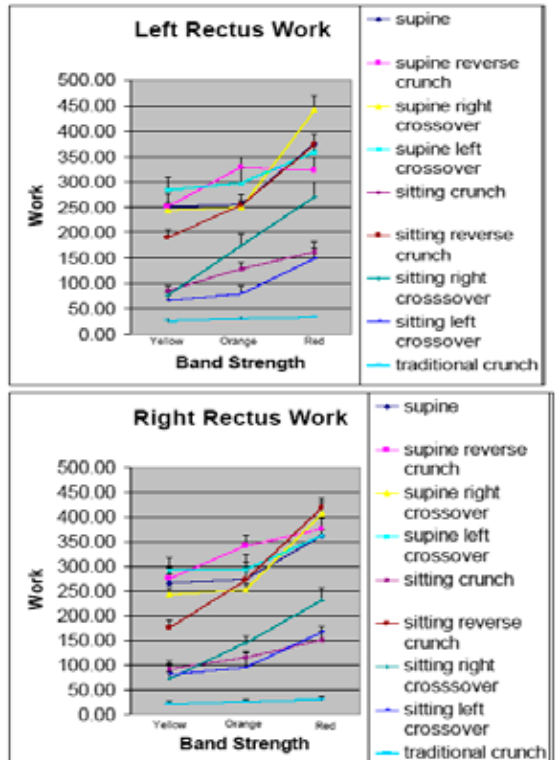 Left Rectus Work
500.00
450.00
400.00
350.00
300.00
250.00
200.00
150.00
100.00
50.00
0.00
Work
Yellow Orange Red
Band Strength
supine
supine reverse
crunch
supine right
crossover
supine left
crossover
sitting crunch
sitting reverse
crunch
sitting right
crosssover
sitting left
crossover
traditional crunch
Right Rectus Work
500.00
450.00
400.00
350.00
300.00
250.00
200.00
150.00
100.00
50.00
0.00
Work
Yellow Orange Red
Band Strength
supine
supine reverse
crunch
supine right
crossover
supine left
crossover
sitting crunch
sitting reverse
crunch
sitting right
crosssover
sitting left
crossover
traditional crunch